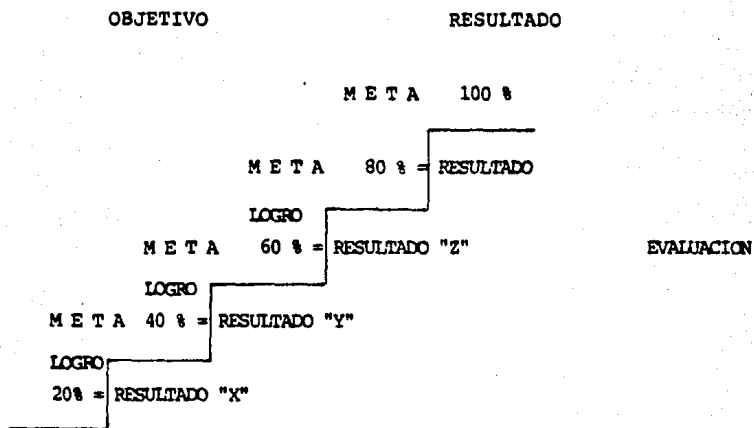 OBJETIVO RESULTADO
M E T A 100 %
M E T A 80 % = RESULTADO
LOGRO
M E T A 60 % = RESULTADO "Z" EVALUACION
LOGRO
M E T A 40 % = RESULTADO "Y"
LOGRO
20% = RESULTADO "X"